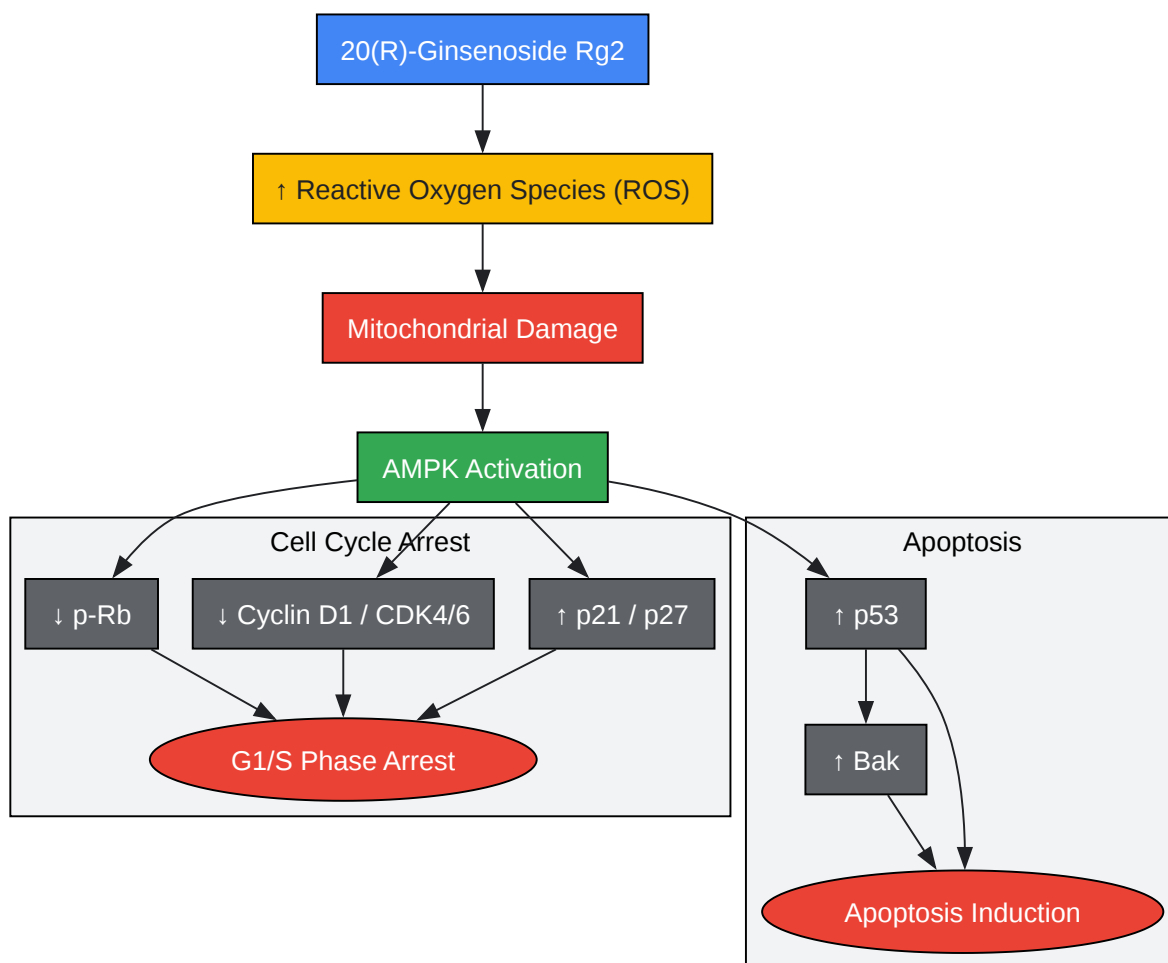 20(R)-Ginsenoside Rg2
↑ Reactive Oxygen Species (ROS)
Mitochondrial Damage
AMPK Activation
Cell Cycle Arrest
Apoptosis
↓ p-Rb
↓ Cyclin D1 / CDK4/6
↑ p21 / p27
↑ p53
G1/S Phase Arrest
↑ Bak
Apoptosis Induction